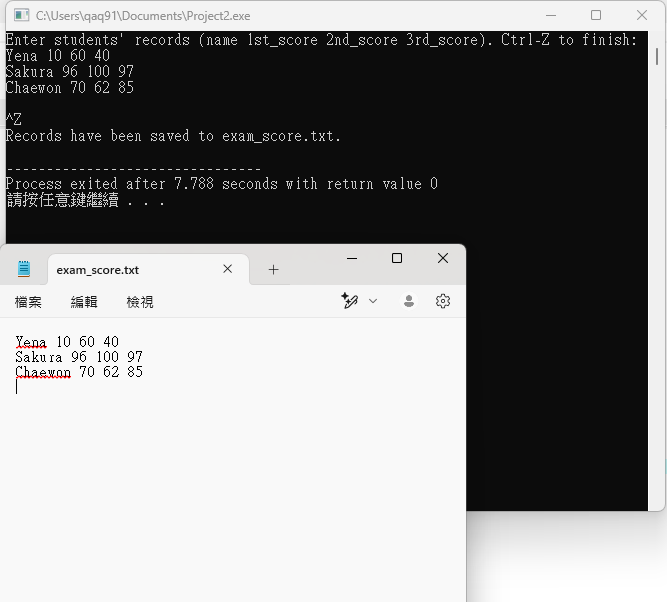 C:\Users\qaq91\Documents\Project2.exe
Enter students' records (name 1st_score 2nd_score 3rd_score). Ctrl-Z to finish:
Yena 10 60 40
Sakura 96 100 97
Chaewon 70 62 85
^Z
Records have been saved to exam_score.txt.
--------------------------------
Process exited after 7.788 seconds with return value 0
請按任意鍵繼續 . . .
exam_score.txt
檔案 編輯 檢視
Yena 10 60 40
Sakura 96 100 97
Chaewon 70 62 85